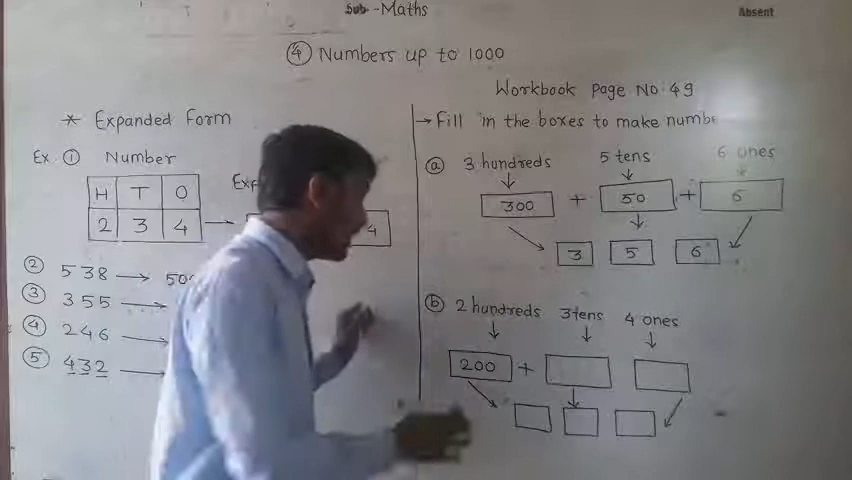 Sub - Maths
Absent
④ Numbers up to 1000
Workbook Page No. 49
* Expanded Form
→ Fill in the boxes to make numbe
Ex. ① Number
H T O
2 3 4 →
4
② 538 → 50
③ 355 →
④ 246 →
⑤ 432 →
ⓐ 3 hundreds 5 tens 6 ones
300 + 50 + 6
3 5 6
ⓑ 2 hundreds 3 tens 4 ones
200 +